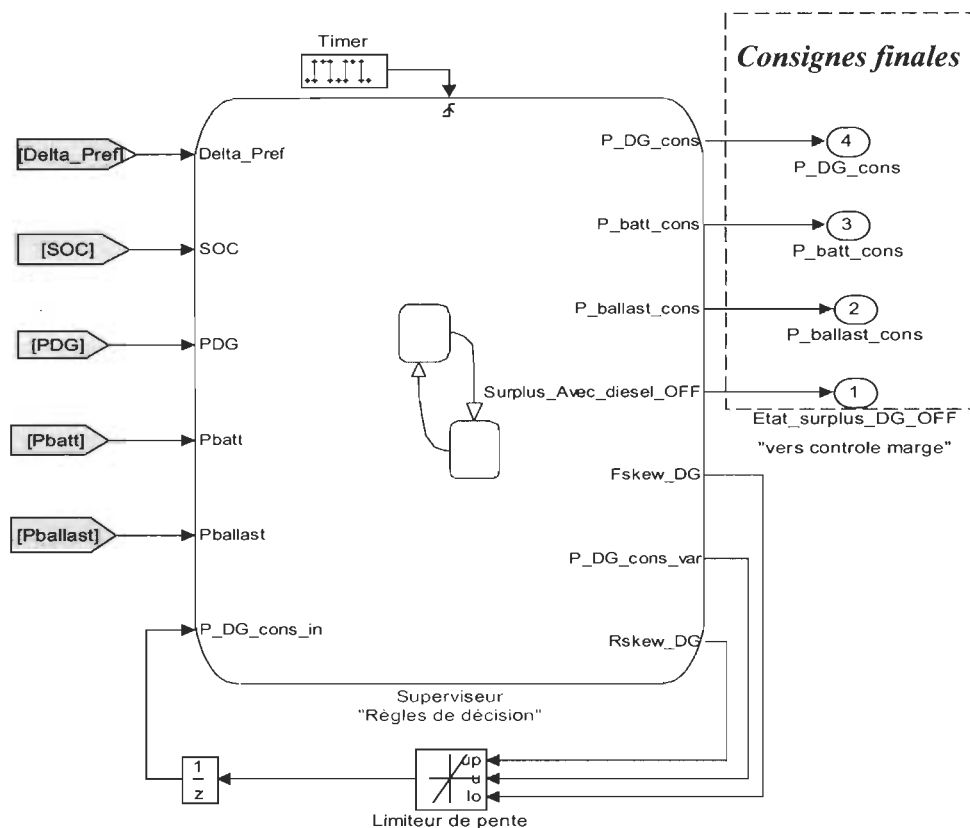 Timer
Consignes finales
[Delta_Pref]
Delta_Pref
P_DG_cons
4
P_DG_cons
[SOC]
SOC
P_batt_cons
3
P_batt_cons
[PDG]
PDG
P_ballast_cons
2
P_ballast_cons
[Pbatt]
Pbatt
Surplus_Avec_diesel_OFF
1
Etat_surplus_DG_OFF
"vers controle marge"
[Pballast]
Pballast
Fskew_DG
P_DG_cons_var
P_DG_cons_in
Rskew_DG
Superviseur
"Règles de décision"
1
z
up
u
lo
Limiteur de pente